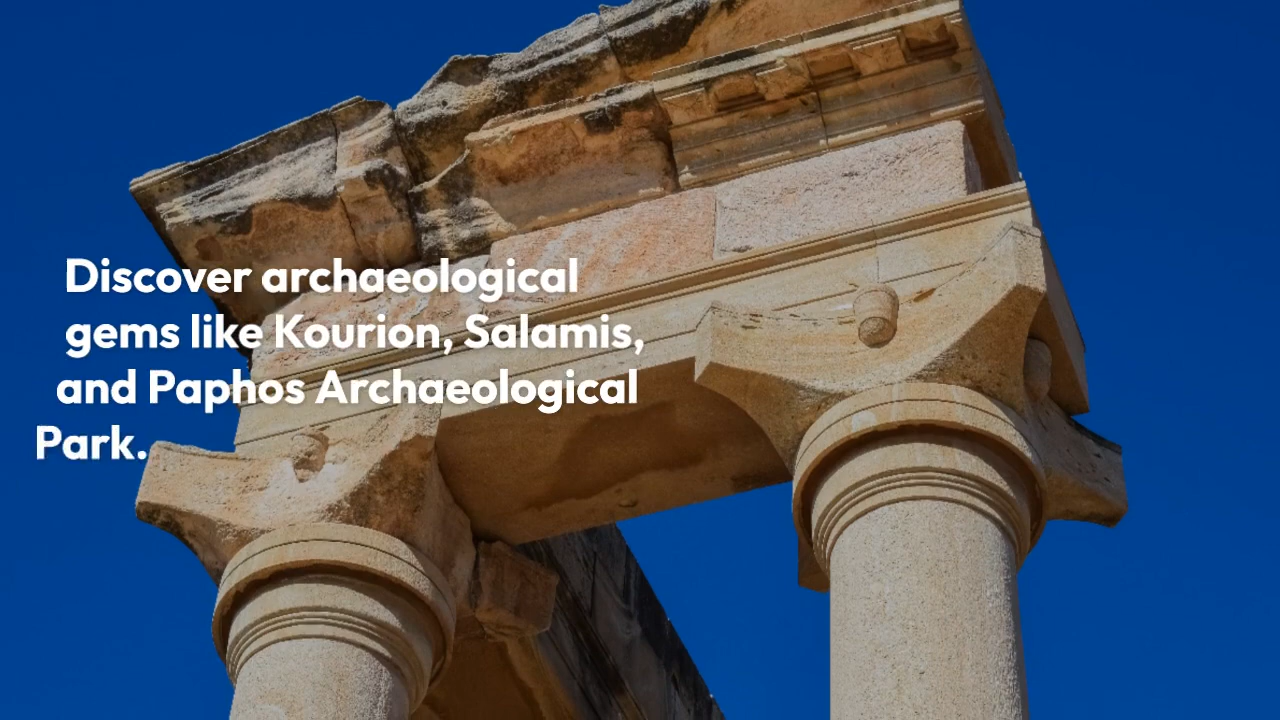 Discover archaeological
gems like Kourion, Salamis,
and Paphos Archaeological
Park.